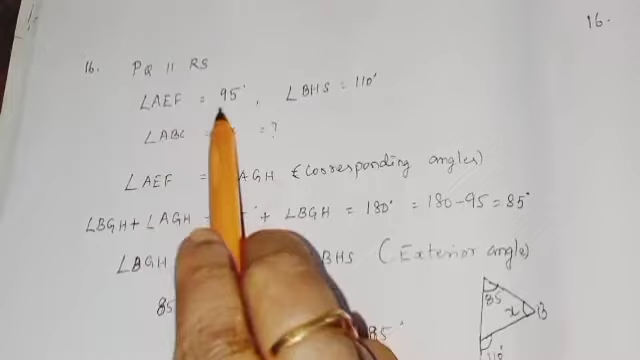 16.
16. PQ || RS
∠AEF = 95°, ∠BHS = 110°
∠ABC = = ?
∠AEF = AGH (corresponding angles)
∠BGH + ∠AGH = ° + ∠BGH = 180° = 180-95 = 85°
∠BGH BHS (Exterior angle)
85
85°
85
x B
110°